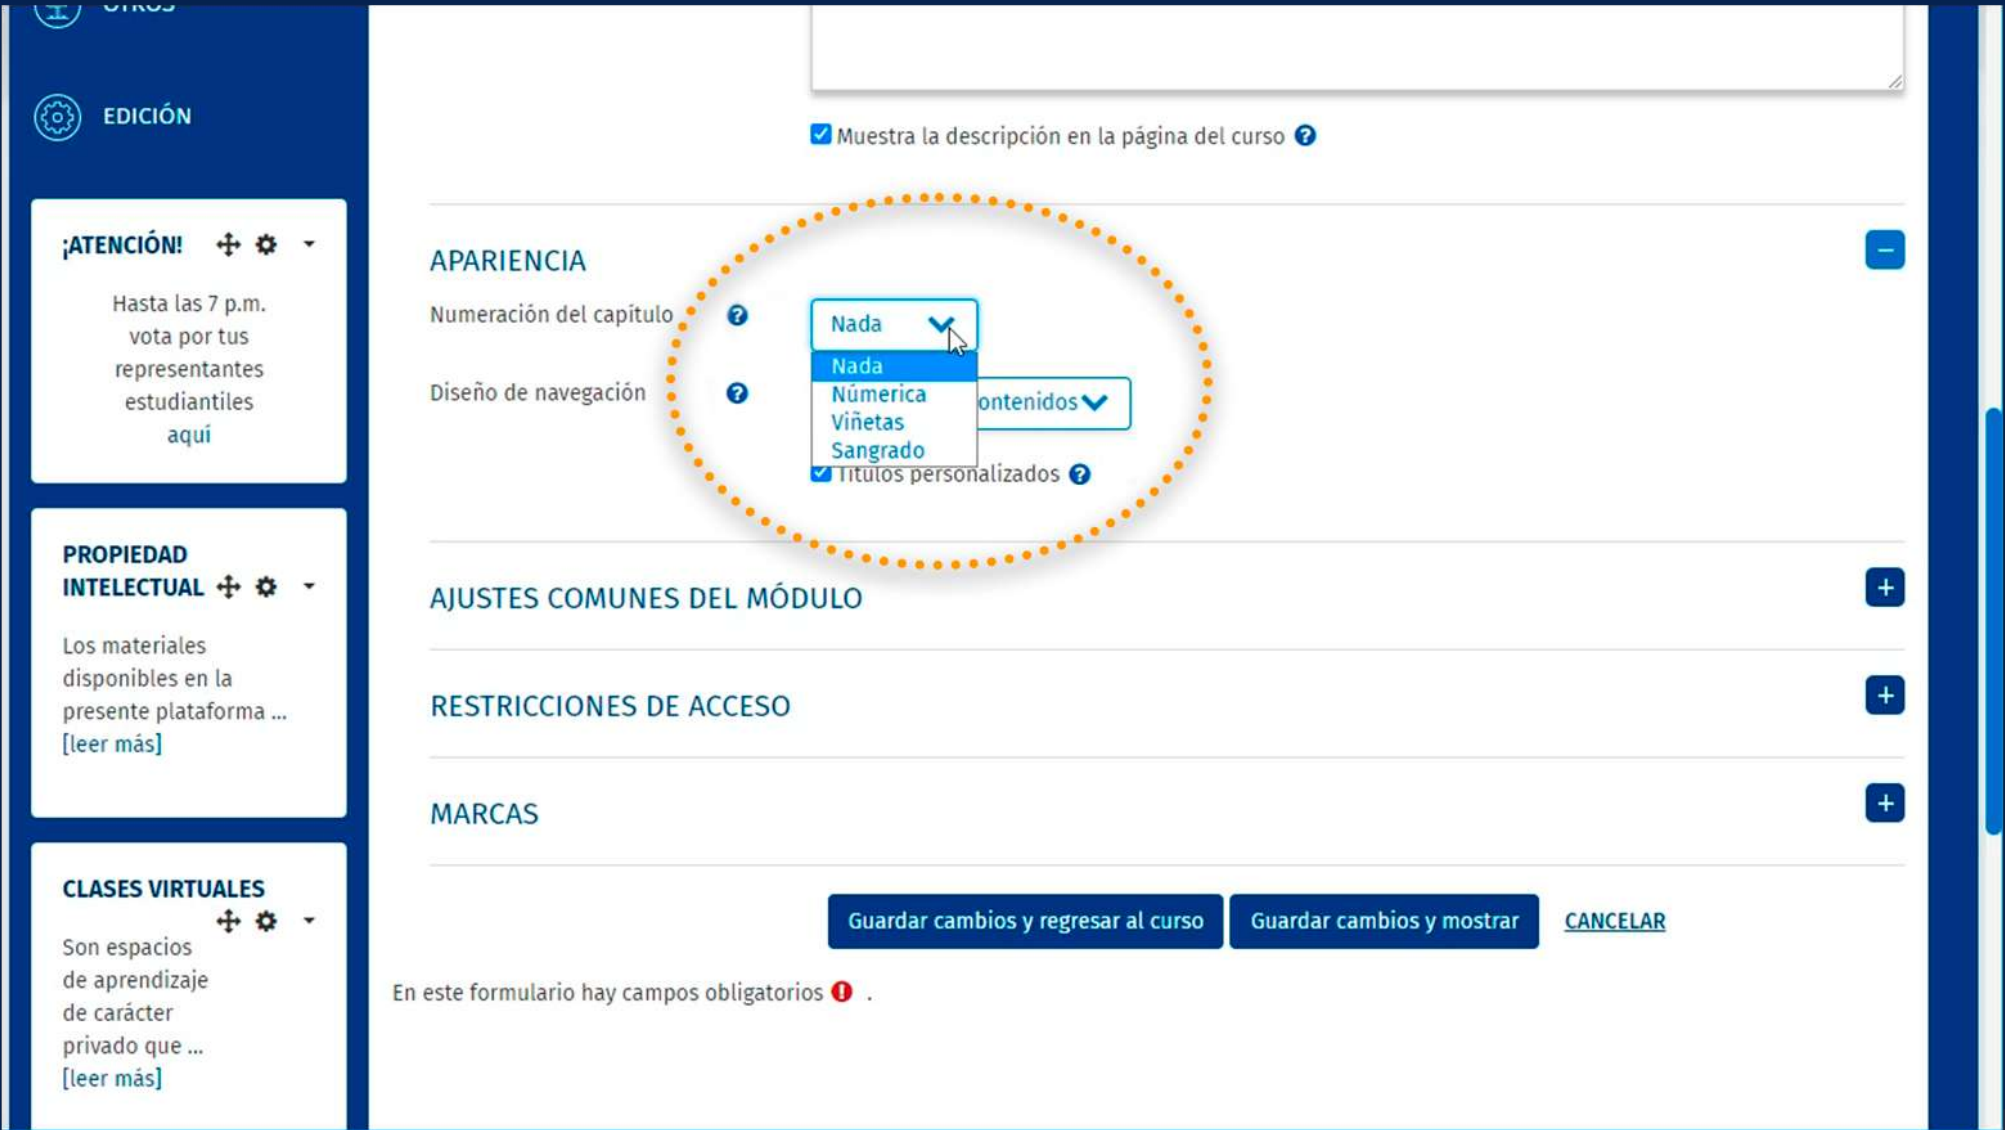 OTROS
EDICIÓN
¡ATENCIÓN!
Hasta las 7 p.m.
vota por tus
representantes
estudiantiles
aquí
PROPIEDAD
INTELECTUAL
Los materiales
disponibles en la
presente plataforma ...
[leer más]
CLASES VIRTUALES
Son espacios
de aprendizaje
de carácter
privado que ...
[leer más]
Muestra la descripción en la página del curso
APARIENCIA
Numeración del capítulo
Nada
Nada
Númerica
Viñetas
Sangrado
Diseño de navegación
ontenidos
Títulos personalizados
AJUSTES COMUNES DEL MÓDULO
RESTRICCIONES DE ACCESO
MARCAS
Guardar cambios y regresar al curso
Guardar cambios y mostrar
CANCELAR
En este formulario hay campos obligatorios .